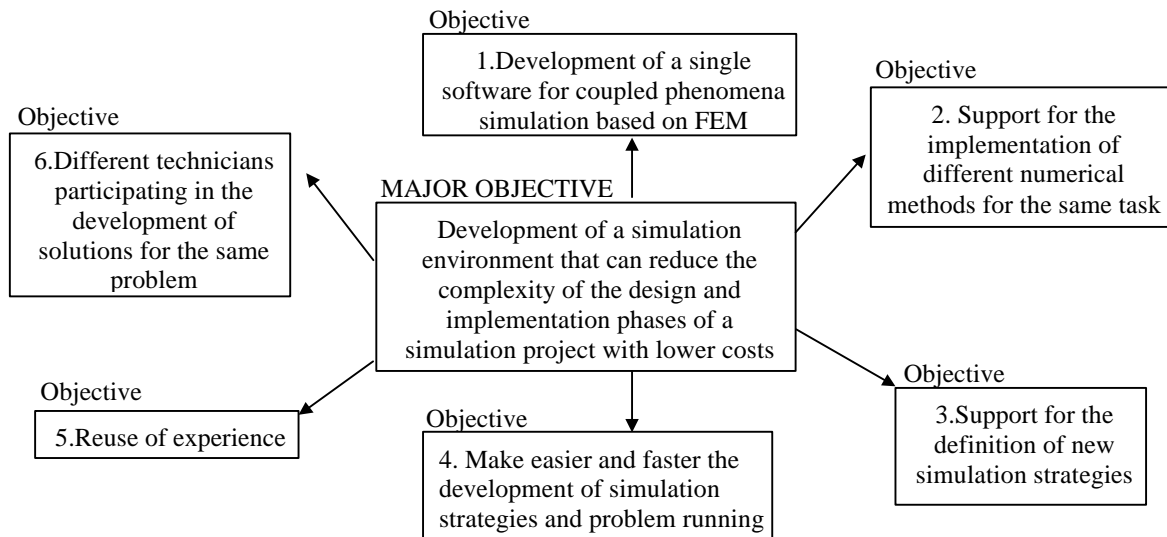 Objective
1.Development of a single
software for coupled phenomena
simulation based on FEM
Objective
2. Support for the
implementation of
different numerical
methods for the same task
Objective
6.Different technicians
participating in the
development of
solutions for the same
problem
MAJOR OBJECTIVE
Development of a simulation
environment that can reduce the
complexity of the design and
implementation phases of a
simulation project with lower costs
Objective
3.Support for the
definition of new
simulation strategies
Objective
5.Reuse of experience
Objective
4. Make easier and faster the
development of simulation
strategies and problem running